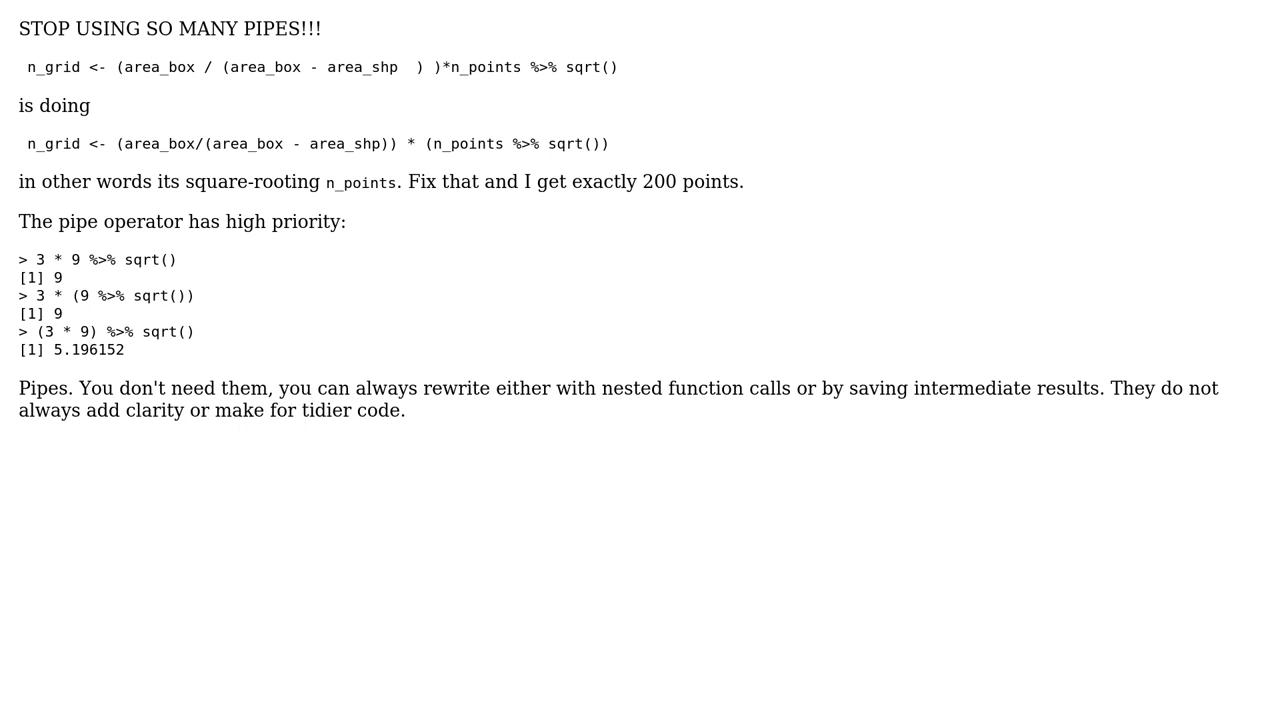 STOP USING SO MANY PIPES!!!
n_grid <- (area_box / (area_box - area_shp  ) )*n_points %>% sqrt()
is doing
n_grid <- (area_box/(area_box - area_shp)) * (n_points %>% sqrt())
in other words its square-rooting n_points. Fix that and I get exactly 200 points.
The pipe operator has high priority:
> 3 * 9 %>% sqrt()
[1] 9
> 3 * (9 %>% sqrt())
[1] 9
> (3 * 9) %>% sqrt()
[1] 5.196152
Pipes. You don't need them, you can always rewrite either with nested function calls or by saving intermediate results. They do not
always add clarity or make for tidier code.